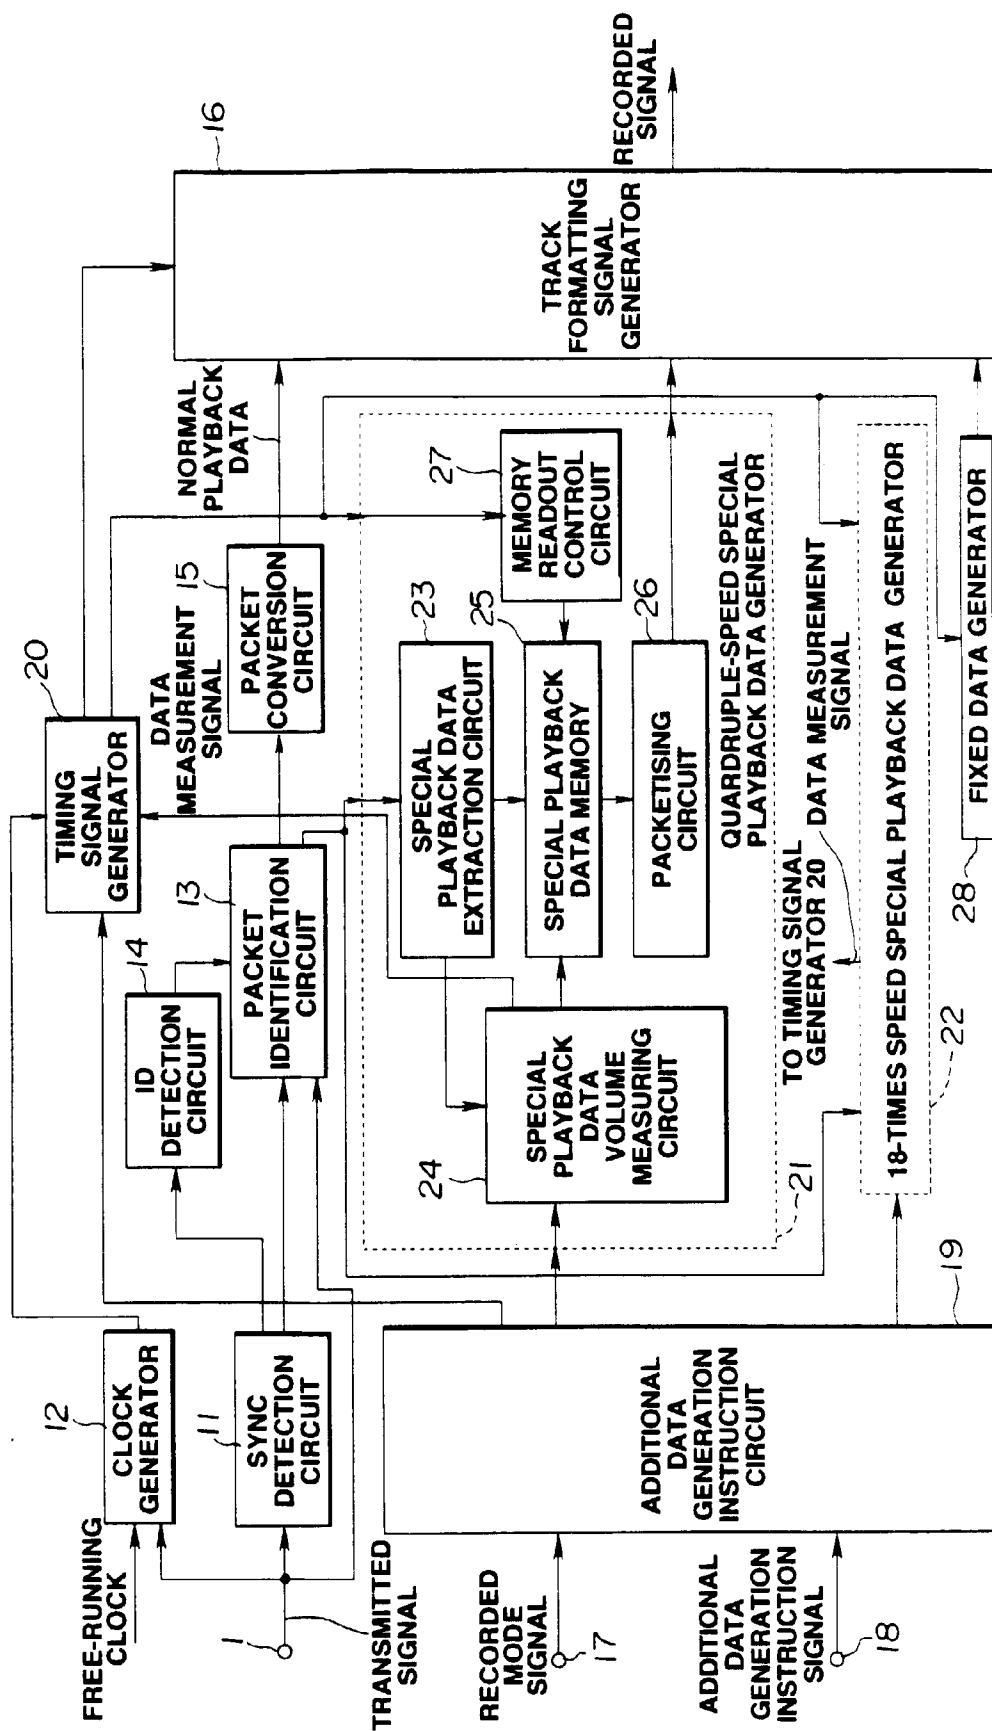 FREE-RUNNING
CLOCK
12
CLOCK
GENERATOR
1
TRANSMITTED
SIGNAL
11
SYNC
DETECTION
CIRCUIT
14
ID
DETECTION
CIRCUIT
13
PACKET
IDENTIFICATION
CIRCUIT
20
TIMING
SIGNAL
GENERATOR
DATA
MEASUREMENT
SIGNAL
15
PACKET
CONVERSION
CIRCUIT
NORMAL
PLAYBACK
DATA
16
TRACK
FORMATTING
SIGNAL
GENERATOR
RECORDED
SIGNAL
RECORDED
MODE
SIGNAL
17
ADDITIONAL
DATA
GENERATION
INSTRUCTION
SIGNAL
18
ADDITIONAL
DATA
GENERATION
INSTRUCTION
CIRCUIT
19
24
SPECIAL
PLAYBACK
DATA
VOLUME
MEASURING
CIRCUIT
23
SPECIAL
PLAYBACK DATA
EXTRACTION CIRCUIT
25
SPECIAL PLAYBACK
DATA MEMORY
26
PACKETISING
CIRCUIT
27
MEMORY
READOUT
CONTROL
CIRCUIT
QUARDRUPLE-SPEED SPECIAL
PLAYBACK DATA GENERATOR
21
TO TIMING SIGNAL
GENERATOR 20
DATA MEASUREMENT
SIGNAL
18-TIMES SPEED SPECIAL PLAYBACK DATA GENERATOR
22
FIXED DATA GENERATOR
28